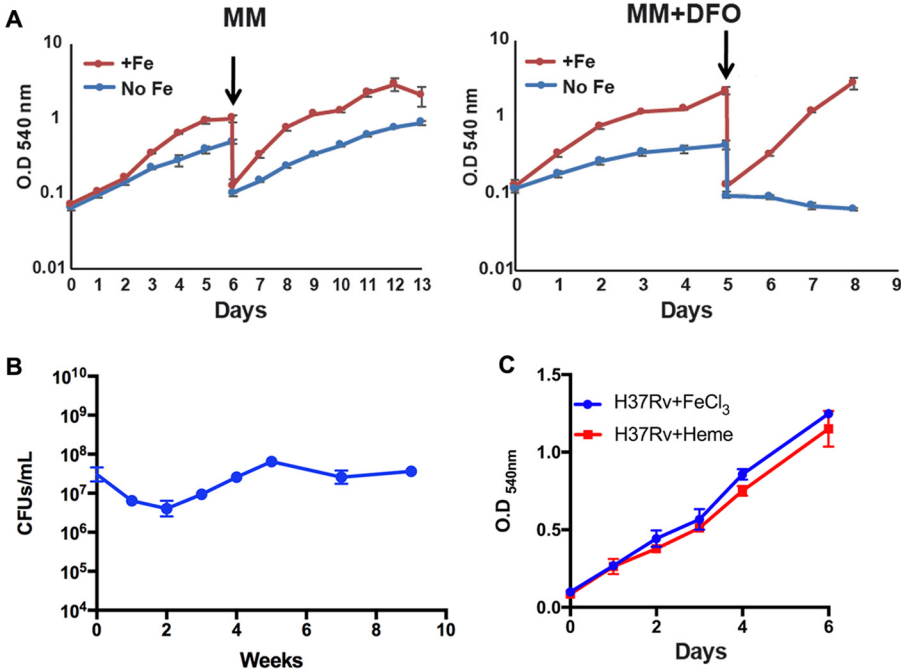 A
MM
10
1
0.1
0.01
O.D 540 nm
+Fe
No Fe
0 1 2 3 4 5 6 7 8 9 10 11 12 13
Days
MM+DFO
10
1
0.1
0.01
O.D 540 nm
+Fe
No Fe
0 1 2 3 4 5 6 7 8 9
Days
B
10¹⁰
10⁹
10⁸
10⁷
10⁶
10⁵
10⁴
CFUs/mL
0 2 4 6 8 10
Weeks
C
1.5
1.0
0.5
0.0
O.D 540nm
H37Rv+FeCl₃
H37Rv+Heme
0 2 4 6
Days